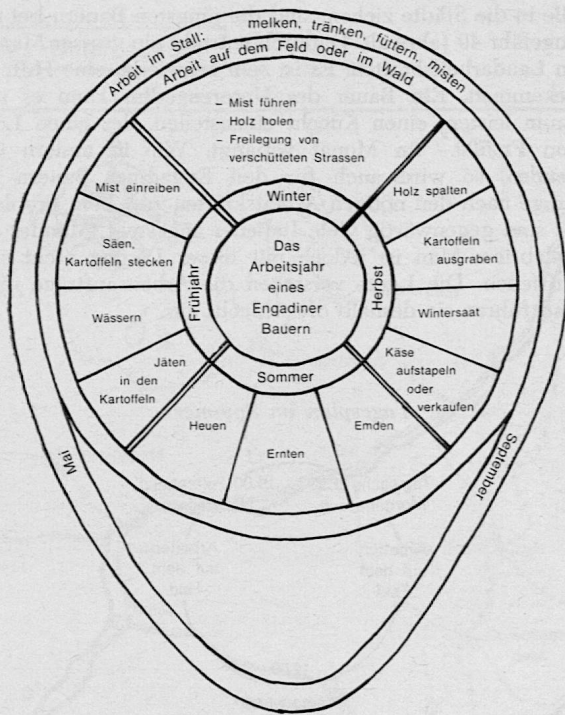 Arbeit im Stall: melken, tränken, füttern, misten
Arbeit auf dem Feld oder im Wald
– Mist führen
– Holz holen
– Freilegung von
verschütteten Strassen
Winter
Mist einreiben
Holz spalten
Säen,
Kartoffeln stecken
Kartoffeln
ausgraben
Frühjahr
Das
Arbeitsjahr
eines
Engadiner
Bauern
Herbst
Wässern
Wintersaat
Jäten
in den
Kartoffeln
Käse
aufstapeln
oder
verkaufen
Sommer
Heuen
Ernten
Emden
Mai
September